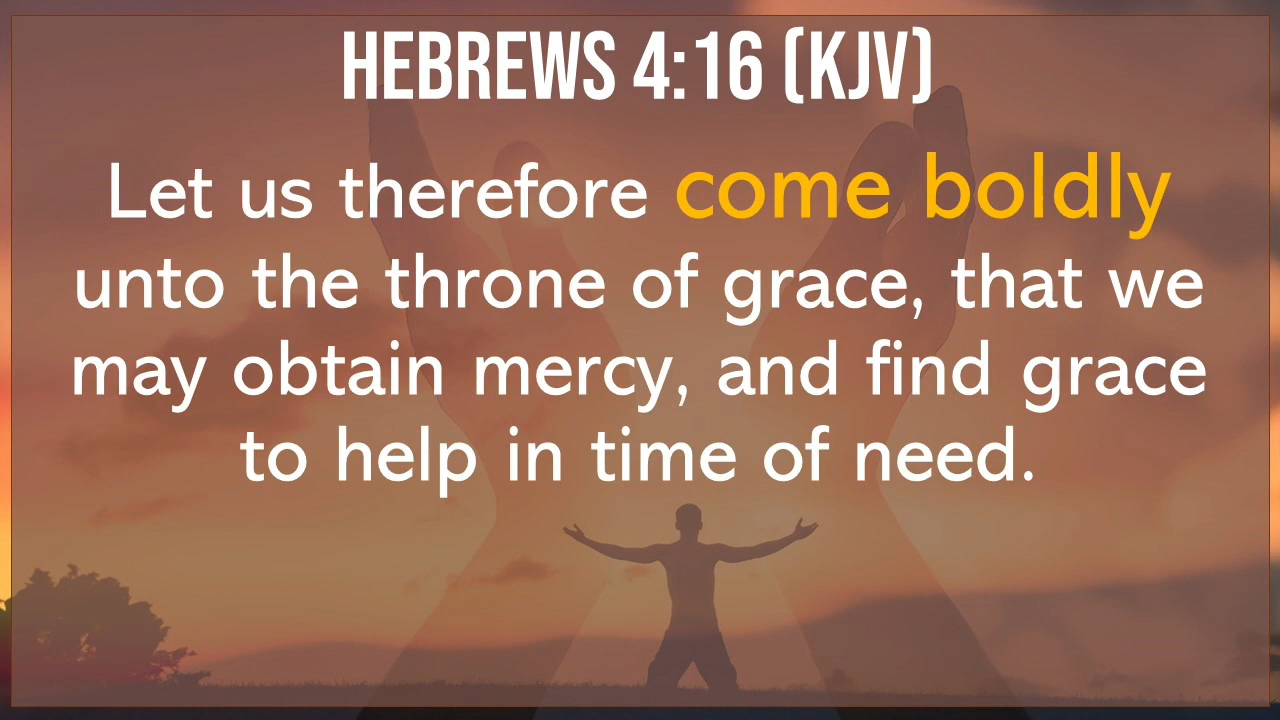 HEBREWS 4:16 (KJV)
Let us therefore come boldly
unto the throne of grace, that we
may obtain mercy, and find grace
to help in time of need.